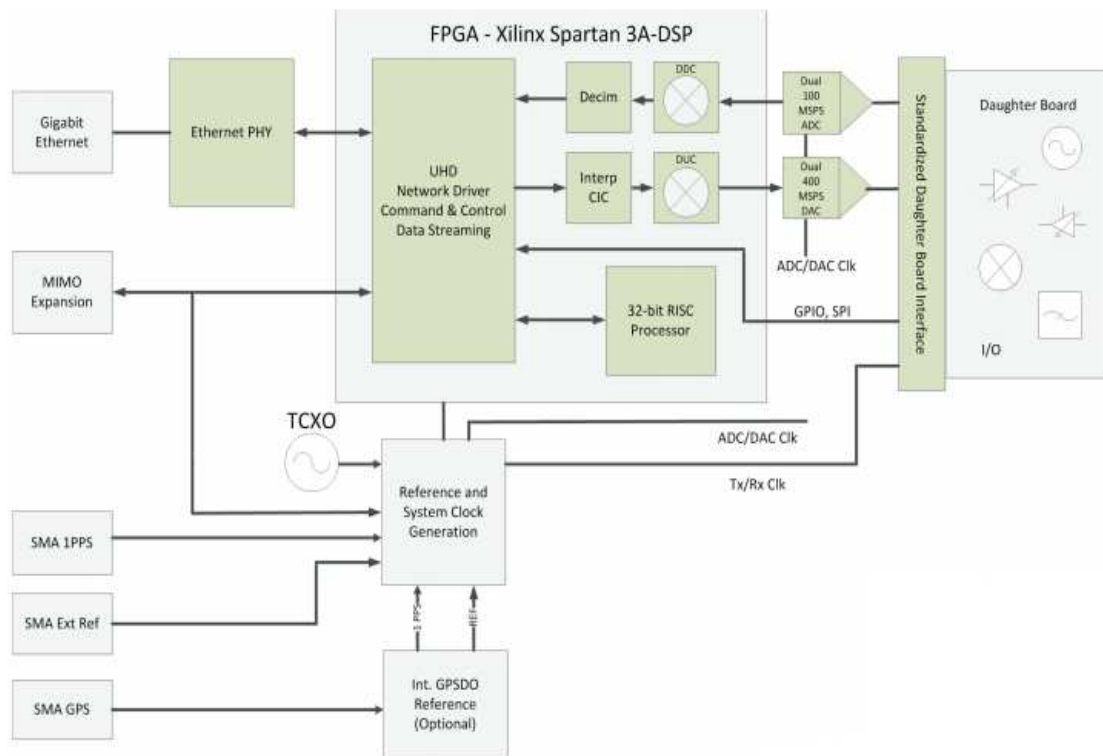 FPGA - Xilinx Spartan 3A-DSP
Gigabit
Ethernet
Ethernet PHY
UHD
Network Driver
Command & Control
Data Streaming
Decim
DDC
Dual
100
MSPS
ADC
Interp
CIC
DUC
Dual
400
MSPS
DAC
ADC/DAC Clk
GPIO, SPI
32-bit RISC
Processor
Standardized Daughter Board Interface
Daughter Board
I/O
MIMO
Expansion
TCXO
ADC/DAC Clk
Tx/Rx Clk
Reference and
System Clock
Generation
SMA 1PPS
SMA Ext Ref
1 PPS
REF
SMA GPS
Int. GPSDO
Reference
(Optional)